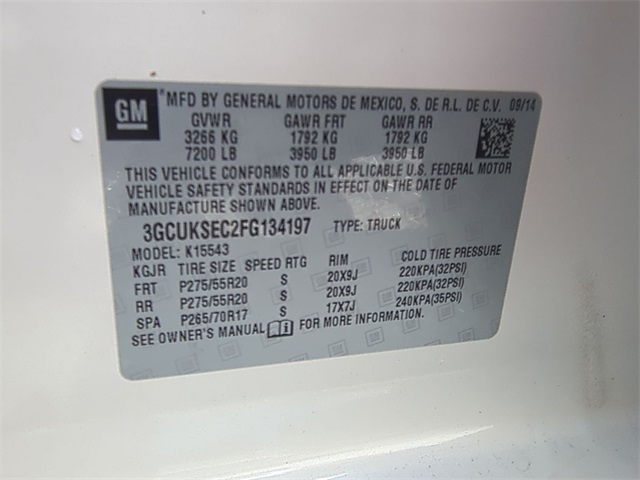 GM *MFD BY GENERAL MOTORS DE MEXICO, S. DE R.L. DE C.V. 09/14
GVWR GAWR FRT GAWR RR
3266 KG 1792 KG 1792 KG
7200 LB 3950 LB 3950 LB
THIS VEHICLE CONFORMS TO ALL APPLICABLE U.S. FEDERAL MOTOR
VEHICLE SAFETY STANDARDS IN EFFECT ON THE DATE OF
MANUFACTURE SHOWN ABOVE.
3GCUKSEC2FG134197 TYPE: TRUCK
MODEL: K15543
KGJR TIRE SIZE SPEED RTG RIM COLD TIRE PRESSURE
FRT P275/55R20 S 20X9J 220KPA(32PSI)
RR P275/55R20 S 20X9J 220KPA(32PSI)
SPA P265/70R17 S 17X7J 240KPA(35PSI)
SEE OWNER'S MANUAL FOR MORE INFORMATION.